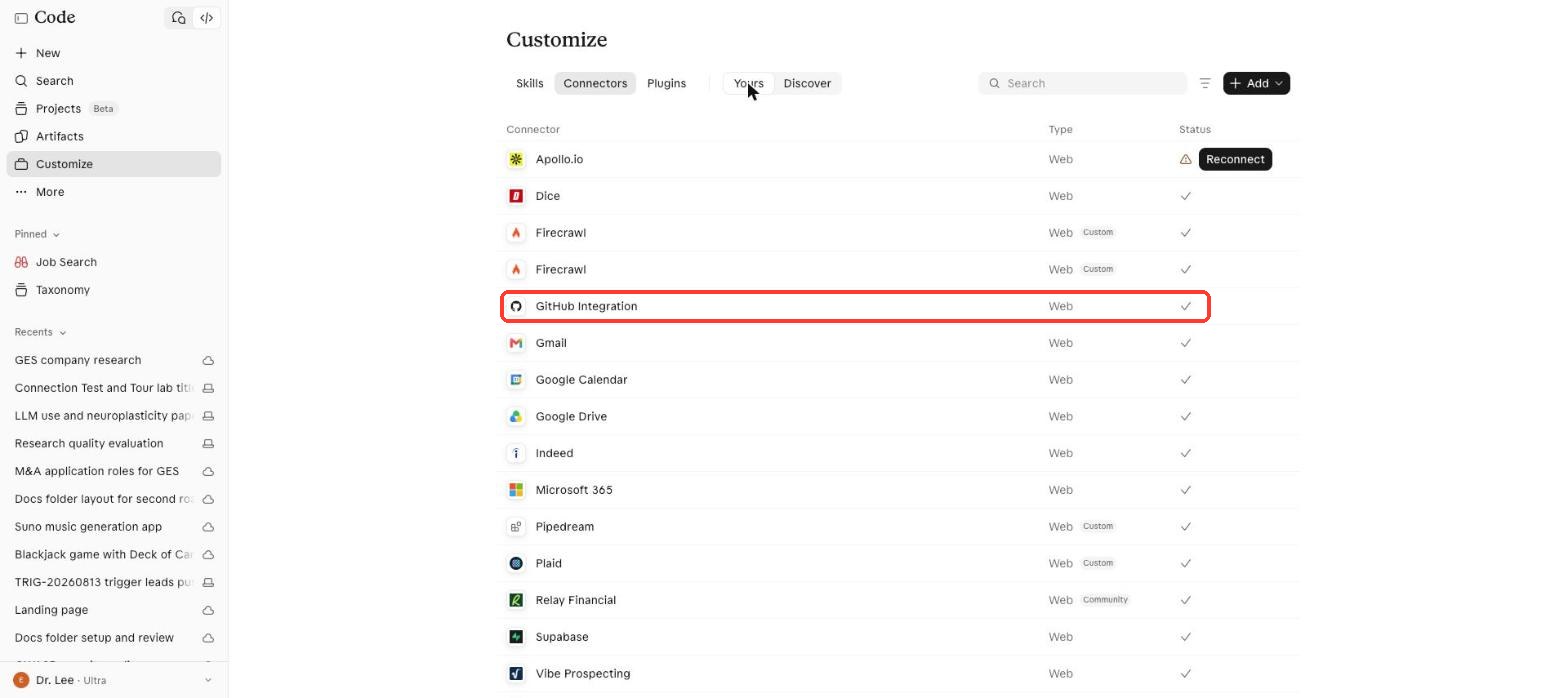 Code
New
Search
Projects Beta
Artifacts
Customize
More
Pinned
Job Search
Taxonomy
Recents
GES company research
Connection Test and Tour lab
LLM use and neuroplasticity
Research quality evaluation
M&A application roles for GES
Docs folder layout for second
Suno music generation app
Blackjack game with Deck of
TRIG-20260813 trigger leads
Landing page
Docs folder setup and review
E Dr. Lee · Ultra
Customize
Skills Connectors Plugins Yours Discover Search + Add
Connector Type Status
Apollo.io Web Reconnect
Dice Web
Firecrawl Web Custom
Firecrawl Web Custom
GitHub Integration Web
Gmail Web
Google Calendar Web
Google Drive Web
Indeed Web
Microsoft 365 Web
Pipedream Web Custom
Plaid Web Custom
Relay Financial Web Community
Supabase Web
Vibe Prospecting Web